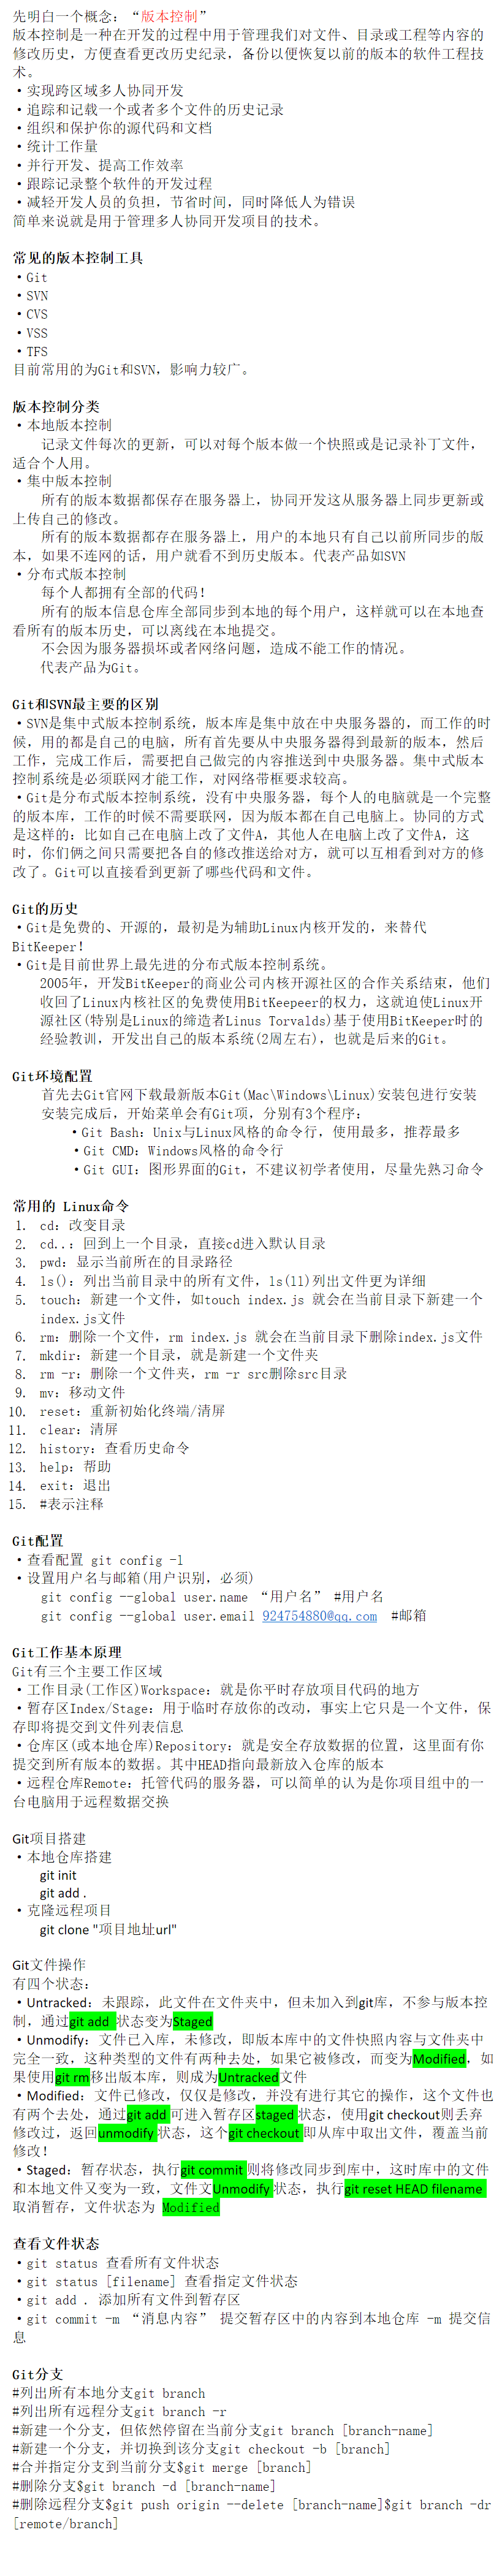 先明白一个概念：“版本控制”
版本控制是一种在开发的过程中用于管理我们对文件、目录或工程等内容的
修改历史，方便查看更改历史纪录，备份以便恢复以前的版本的软件工程技
术。
·实现跨区域多人协同开发
·追踪和记载一个或者多个文件的历史记录
·组织和保护你的源代码和文档
·统计工作量
·并行开发、提高工作效率
·跟踪记录整个软件的开发过程
·减轻开发人员的负担，节省时间，同时降低人为错误
简单来说就是用于管理多人协同开发项目的技术。
常见的版本控制工具
·Git
·SVN
·CVS
·VSS
·TFS
目前常用的为Git和SVN，影响力较广。
版本控制分类
·本地版本控制
记录文件每次的更新，可以对每个版本做一个快照或是记录补丁文件，
适合个人用。
·集中版本控制
所有的版本数据都保存在服务器上，协同开发这从服务器上同步更新或
上传自己的修改。
所有的版本数据都存在服务器上，用户的本地只有自己以前所同步的版
本，如果不连网的话，用户就看不到历史版本。代表产品如SVN
·分布式版本控制
每个人都拥有全部的代码！
所有的版本信息仓库全部同步到本地的每个用户，这样就可以在本地查
看所有的版本历史，可以离线在本地提交。
不会因为服务器损坏或者网络问题，造成不能工作的情况。
代表产品为Git。
Git和SVN最主要的区别
·SVN是集中式版本控制系统，版本库是集中放在中央服务器的，而工作的时
候，用的都是自己的电脑，所有首先要从中央服务器得到最新的版本，然后
工作，完成工作后，需要把自己做完的内容推送到中央服务器。集中式版本
控制系统是必须联网才能工作，对网络带框要求较高。
·Git是分布式版本控制系统，没有中央服务器，每个人的电脑就是一个完整
的版本库，工作的时候不需要联网，因为版本都在自己电脑上。协同的方式
是这样的：比如自己在电脑上改了文件A，其他人在电脑上改了文件A，这
时，你们俩之间只需要把各自的修改推送给对方，就可以互相看到对方的修
改了。Git可以直接看到更新了哪些代码和文件。
Git的历史
·Git是免费的、开源的，最初是为辅助Linux内核开发的，来替代
BitKeeper！
·Git是目前世界上最先进的分布式版本控制系统。
2005年，开发BitKeeper的商业公司内核开源社区的合作关系结束，他们
收回了Linux内核社区的免费使用BitKeepeer的权力，这就迫使Linux开
源社区(特别是Linux的缔造者Linus Torvalds)基于使用BitKeeper时的
经验教训，开发出自己的版本系统(2周左右)，也就是后来的Git。
Git环境配置
首先去Git官网下载最新版本Git(Mac\Windows\Linux)安装包进行安装
安装完成后，开始菜单会有Git项，分别有3个程序：
·Git Bash：Unix与Linux风格的命令行，使用最多，推荐最多
·Git CMD：Windows风格的命令行
·Git GUI：图形界面的Git，不建议初学者使用，尽量先熟习命令
常用的 Linux命令
1. cd：改变目录
2. cd..：回到上一个目录，直接cd进入默认目录
3. pwd：显示当前所在的目录路径
4. ls()：列出当前目录中的所有文件，ls(ll)列出文件更为详细
5. touch：新建一个文件，如touch index.js 就会在当前目录下新建一个
index.js文件
6. rm：删除一个文件，rm index.js 就会在当前目录下删除index.js文件
7. mkdir：新建一个目录，就是新建一个文件夹
8. rm -r：删除一个文件夹，rm -r src删除src目录
9. mv：移动文件
10. reset：重新初始化终端/清屏
11. clear：清屏
12. history：查看历史命令
13. help：帮助
14. exit：退出
15. #表示注释
Git配置
·查看配置 git config -l
·设置用户名与邮箱(用户识别，必须)
git config --global user.name “用户名” #用户名
git config --global user.email 924754880@qq.com #邮箱
Git工作基本原理
Git有三个主要工作区域
·工作目录(工作区)Workspace：就是你平时存放项目代码的地方
·暂存区Index/Stage：用于临时存放你的改动，事实上它只是一个文件，保
存即将提交到文件列表信息
·仓库区(或本地仓库)Repository：就是安全存放数据的位置，这里面有你
提交到所有版本的数据。其中HEAD指向最新放入仓库的版本
·远程仓库Remote：托管代码的服务器，可以简单的认为是你项目组中的一
台电脑用于远程数据交换
Git项目搭建
·本地仓库搭建
git init
git add .
·克隆远程项目
git clone "项目地址url"
Git文件操作
有四个状态：
·Untracked：未跟踪，此文件在文件夹中，但未加入到git库，不参与版本控
制，通过git add 状态变为Staged
·Unmodify：文件已入库，未修改，即版本库中的文件快照内容与文件夹中
完全一致，这种类型的文件有两种去处，如果它被修改，而变为Modified，如
果使用git rm移出版本库，则成为Untracked文件
·Modified：文件已修改，仅仅是修改，并没有进行其它的操作，这个文件也
有两个去处，通过git add 可进入暂存区staged 状态，使用git checkout则丢弃
修改过，返回unmodify 状态，这个git checkout 即从库中取出文件，覆盖当前
修改！
·Staged：暂存状态，执行git commit 则将修改同步到库中，这时库中的文件
和本地文件又变为一致，文件文Unmodify 状态，执行git reset HEAD filename
取消暂存，文件状态为 Modified
查看文件状态
·git status 查看所有文件状态
·git status [filename] 查看指定文件状态
·git add . 添加所有文件到暂存区
·git commit -m “消息内容” 提交暂存区中的内容到本地仓库 -m 提交信
息
Git分支
#列出所有本地分支git branch
#列出所有远程分支git branch -r
#新建一个分支，但依然停留在当前分支git branch [branch-name]
#新建一个分支，并切换到该分支git checkout -b [branch]
#合并指定分支到当前分支$git merge [branch]
#删除分支$git branch -d [branch-name]
#删除远程分支$git push origin --delete [branch-name]$git branch -dr
[remote/branch]